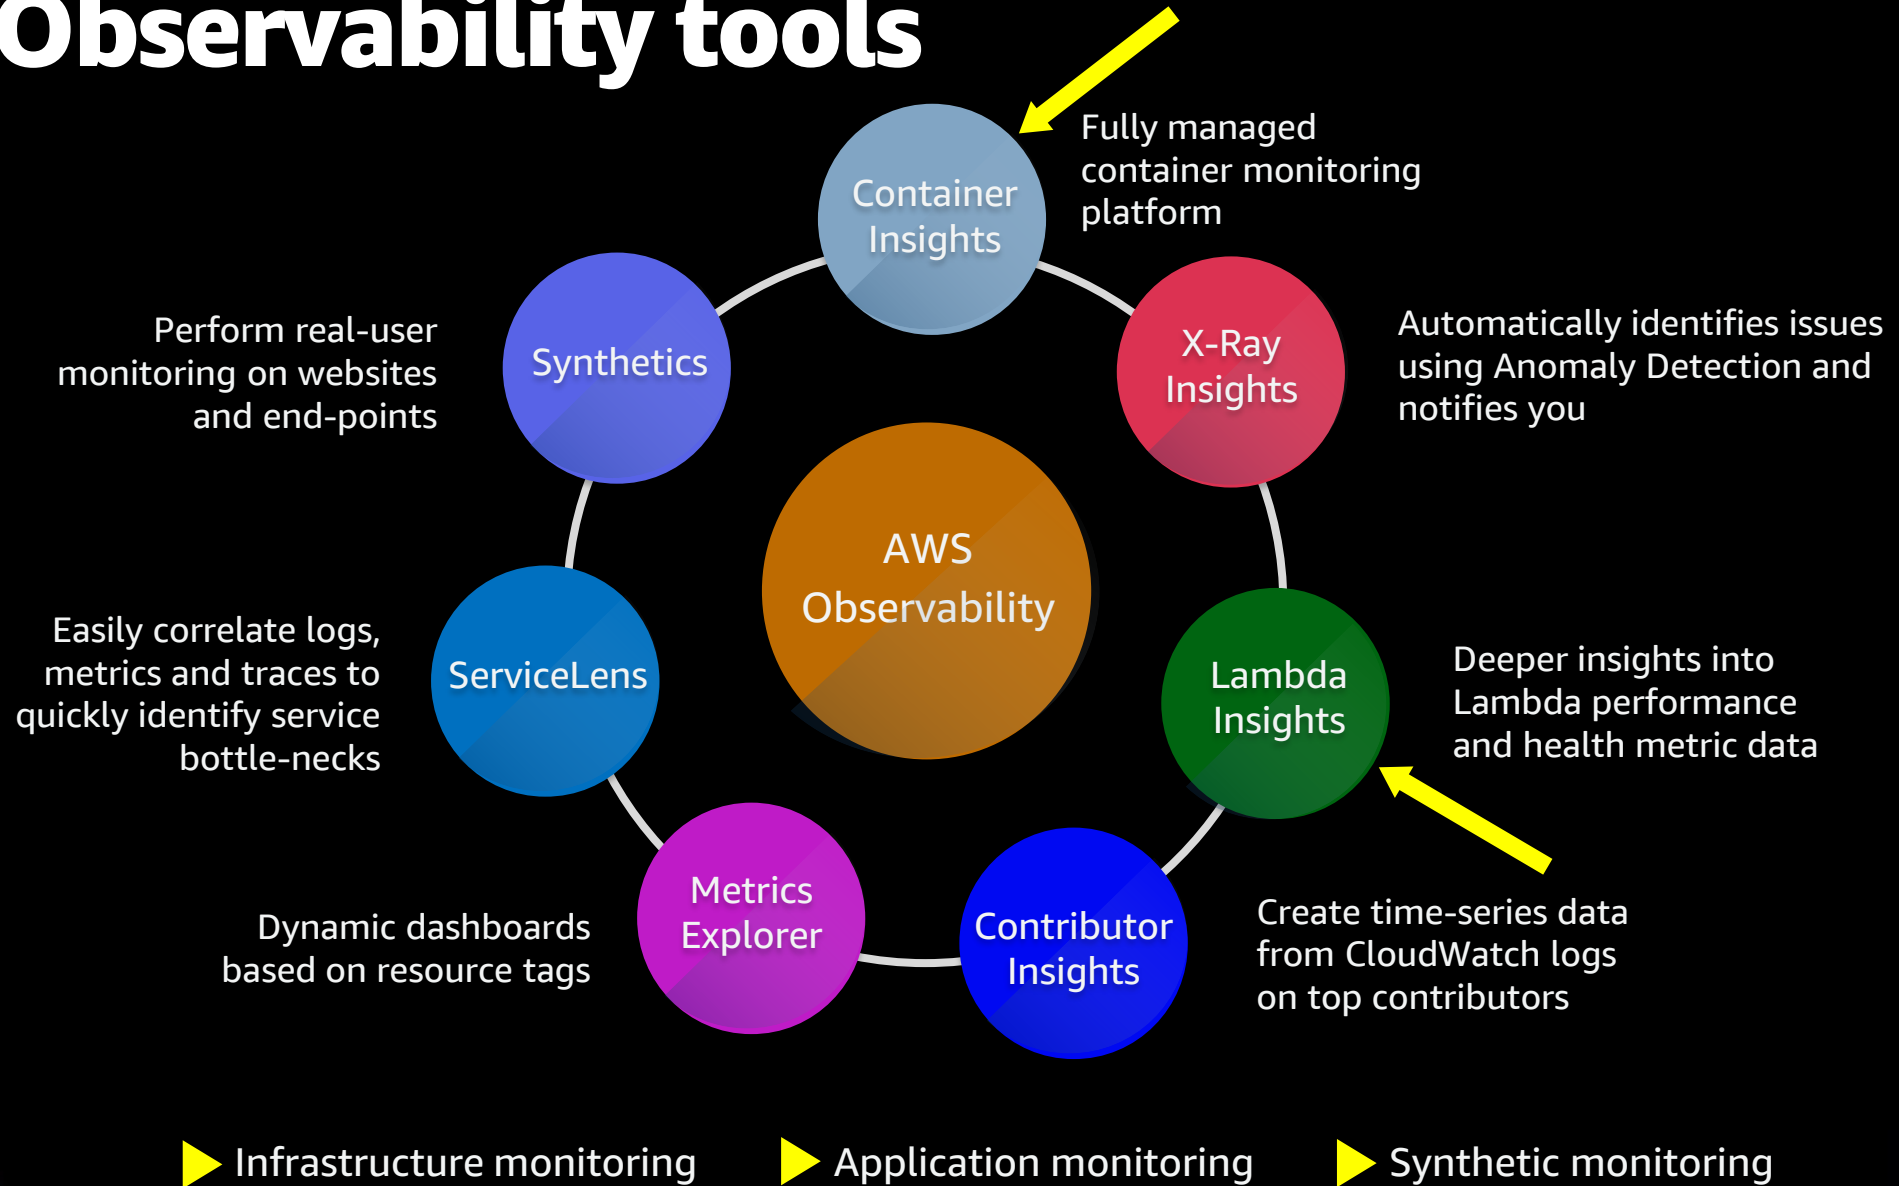 Observability tools
Container
Insights
Fully managed
container monitoring
platform
X-Ray
Insights
Automatically identifies issues
using Anomaly Detection and
notifies you
Synthetics
Perform real-user
monitoring on websites
and end-points
AWS
Observability
ServiceLens
Easily correlate logs,
metrics and traces to
quickly identify service
bottle-necks
Lambda
Insights
Deeper insights into
Lambda performance
and health metric data
Metrics
Explorer
Dynamic dashboards
based on resource tags
Contributor
Insights
Create time-series data
from CloudWatch logs
on top contributors
Infrastructure monitoring
Application monitoring
Synthetic monitoring